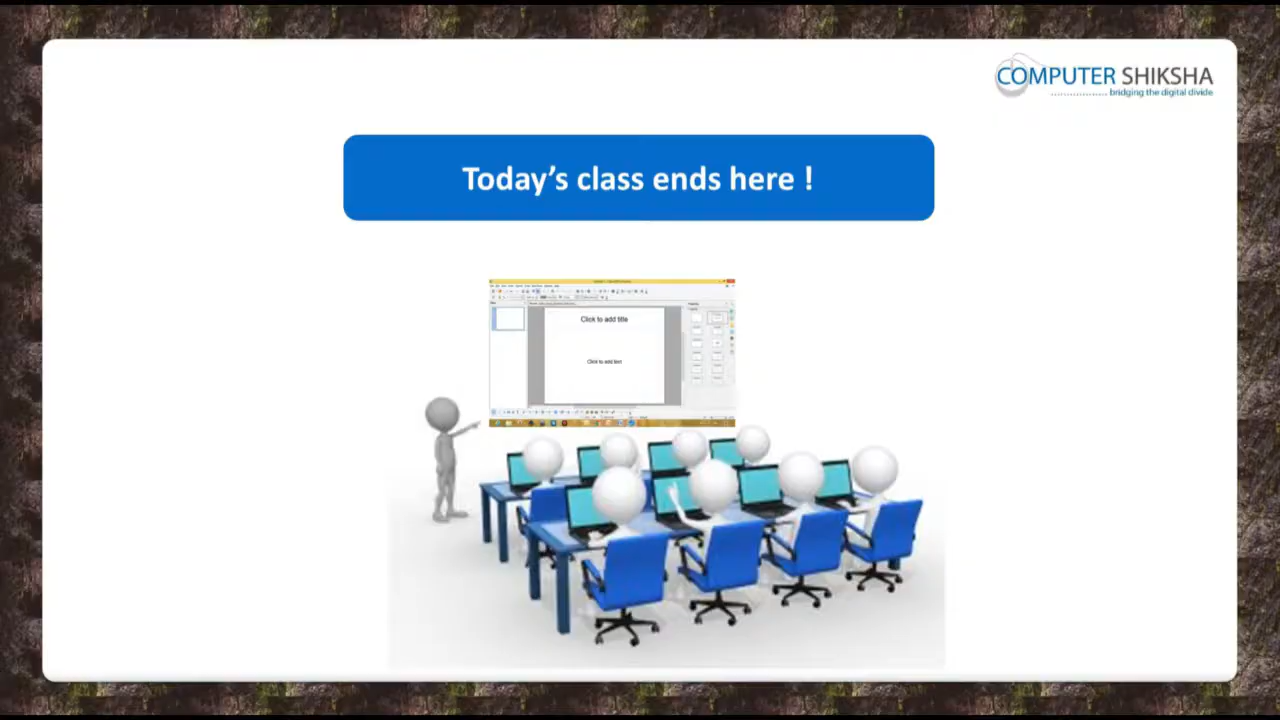 COMPUTER SHIKSHA
bridging the digital divide
Today's class ends here !
Click to add title
Click to add text